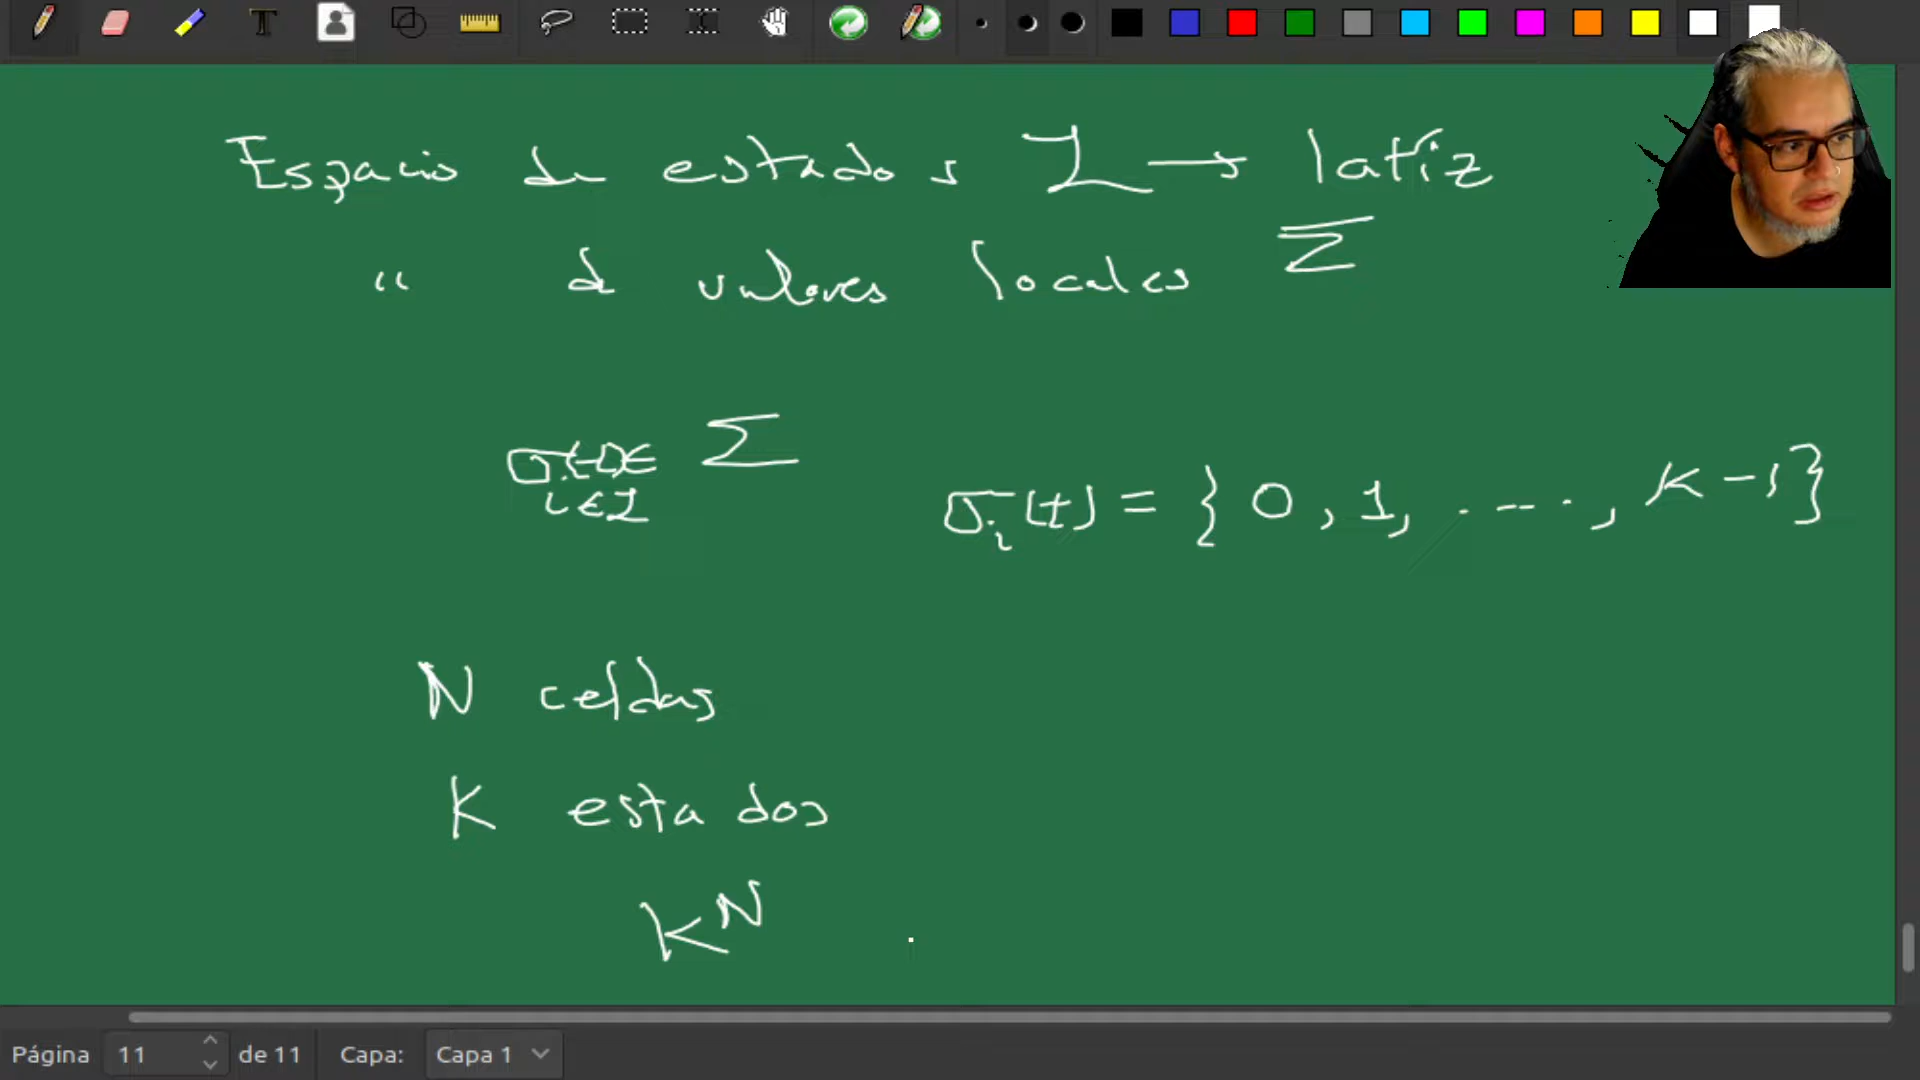 Espacio de estados L → latiz
“ de valores locales Σ
σᵢ(t) ∈ Σ
i ∈ L
σᵢ(t) = { 0, 1, ...., K-1}
N celdas
K estados
K^N
Página 11 de 11 Capa: Capa 1